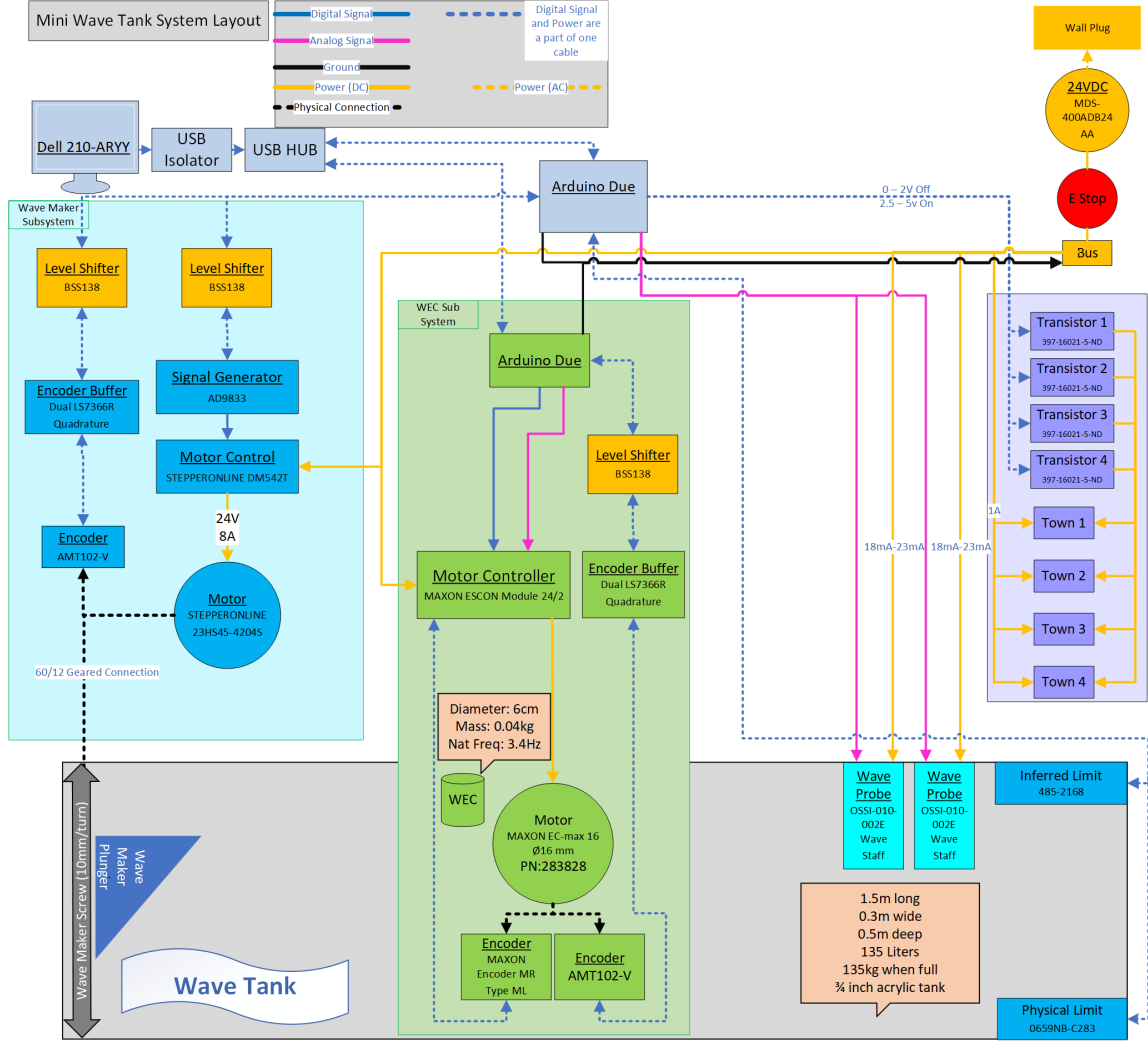 Mini Wave Tank System Layout
Digital Signal
Analog Signal
Ground
Power (DC)
Physical Connection
Digital Signal
and Power are
a part of one
cable
Power (AC)
Wall Plug
24VDC
MDS-
400ADB24
AA
E Stop
Bus
Dell 210-ARYY
USB
Isolator
USB HUB
Arduino Due
0 – 2V Off
2.5 – 5v On
Wave Maker
Subsystem
Level Shifter
BSS138
Level Shifter
BSS138
Encoder Buffer
Dual LS7366R
Quadrature
Signal Generator
AD9833
Motor Control
STEPPERONLINE DM542T
24V
8A
Encoder
AMT102-V
Motor
STEPPERONLINE
23HS45-4204S
60/12 Geared Connection
WEC Sub
System
Arduino Due
Level Shifter
BSS138
Motor Controller
MAXON ESCON Module 24/2
Encoder Buffer
Dual LS7366R
Quadrature
Diameter: 6cm
Mass: 0.04kg
Nat Freq: 3.4Hz
WEC
Motor
MAXON EC-max 16
Ø16 mm
PN:283828
Encoder
MAXON
Encoder MR
Type ML
Encoder
AMT102-V
Transistor 1
397-16021-5-ND
Transistor 2
397-16021-5-ND
Transistor 3
397-16021-5-ND
Transistor 4
397-16021-5-ND
1A
Town 1
Town 2
Town 3
Town 4
18mA-23mA
18mA-23mA
Wave
Probe
OSSI-010-
002E
Wave
Staff
Wave
Probe
OSSI-010-
002E
Wave
Staff
Inferred Limit
485-2168
1.5m long
0.3m wide
0.5m deep
135 Liters
135kg when full
¾ inch acrylic tank
Physical Limit
0659NB-C283
Wave Maker Screw (10mm/turn)
Wave
Maker
Plunger
Wave Tank